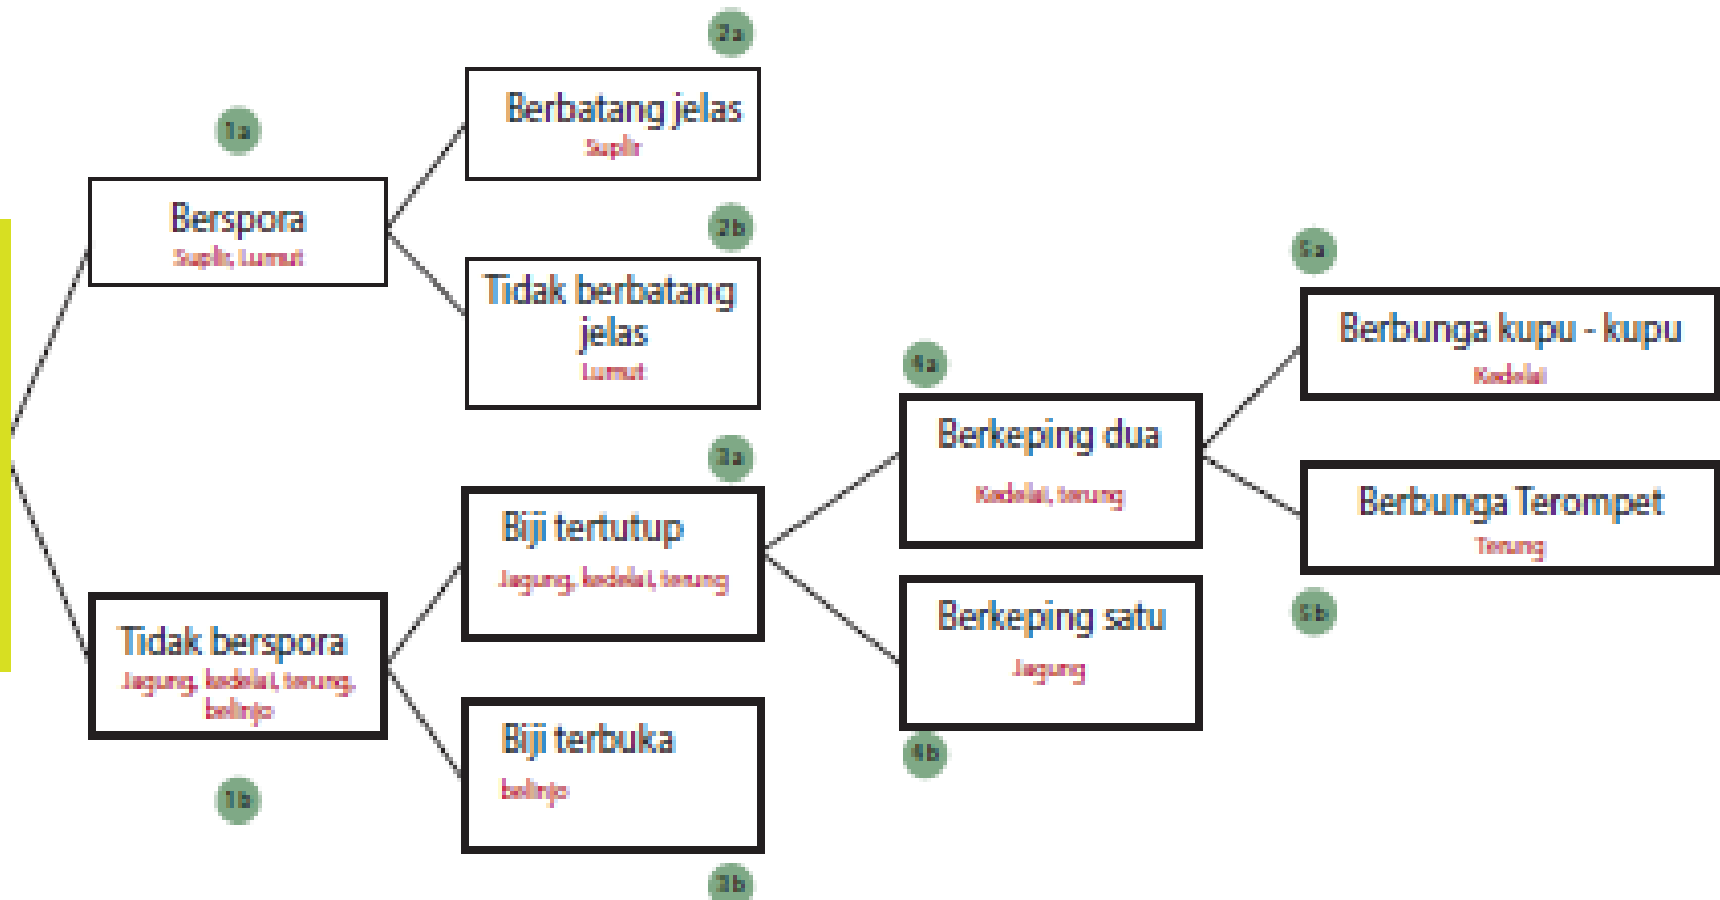 2a
Berbatang jelas
Suplir
1a
Berspora
Suplir, Lumut
2b
Tidak berbatang
jelas
Lumut
5a
Berbunga kupu - kupu
Kedelai
4a
Berkeping dua
Kedelai, terung
3a
Biji tertutup
Jagung, kedelai, terung
Berbunga Terompet
Terung
5b
Tidak berspora
Jagung, kedelai, terung,
belinjo
1b
Berkeping satu
Jagung
4b
Biji terbuka
belinjo
3b